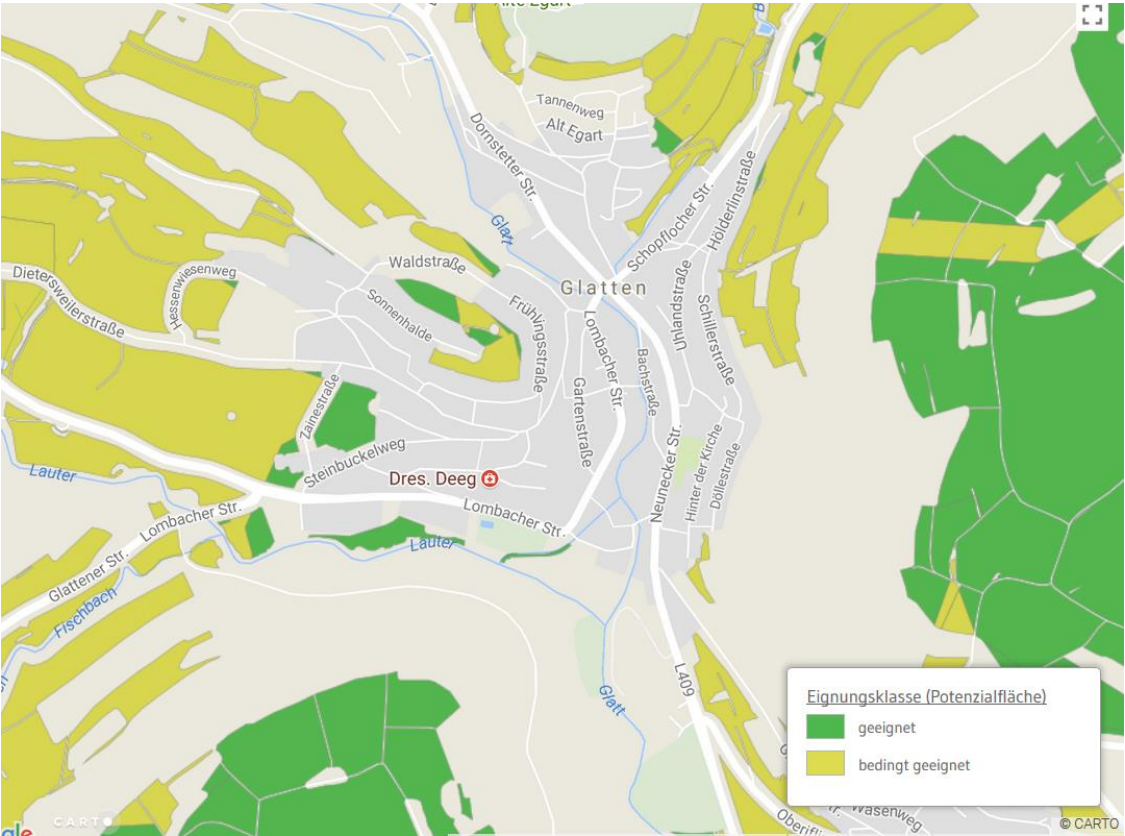 Alte Egart
Tannenweg
Alt Egart
Dornstetter Str.
Glatt
Schopflocher Str.
Hölderlinstraße
Waldstraße
Hessenwiesenweg
Dietersweilerstraße
Sonnenhalde
Frühlingsstraße
Glatten
Uhlandstraße
Schillerstraße
Lombacher Str.
Bachstraße
Gartenstraße
Zainestraße
Steinbuckelweg
Dres. Deeg
Neunecker Str.
Hinter der Kirche
Döllestraße
Lauter
Lombacher Str.
Lombacher Str.
Lauter
Glattener Str.
Fischbach
L409
Glatt
Eignungsklasse (Potenzialfläche)
geeignet
bedingt geeignet
Wasenweg
CARTO
© CARTO